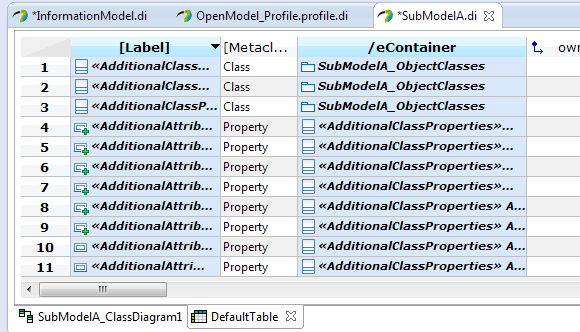 *InformationModel.di OpenModel_Profile.profile.di *SubModelA.di
[Label] [Metacl... /eContainer ow
1 «AdditionalClass... Class SubModelA_ObjectClasses
2 «AdditionalClass... Class SubModelA_ObjectClasses
3 «AdditionalClassP... Class SubModelA_ObjectClasses
4 «AdditionalAttrib... Property «AdditionalClassProperties»...
5 «AdditionalAttrib... Property «AdditionalClassProperties»...
6 «AdditionalAttrib... Property «AdditionalClassProperties»...
7 «AdditionalAttrib... Property «AdditionalClassProperties»...
8 «AdditionalAttrib... Property «AdditionalClassProperties» A...
9 «AdditionalAttrib... Property «AdditionalClassProperties» A...
10 «AdditionalAttrib... Property «AdditionalClassProperties» A...
11 «AdditionalAttri... Property «AdditionalClassProperties» A...
SubModelA_ClassDiagram1 DefaultTable